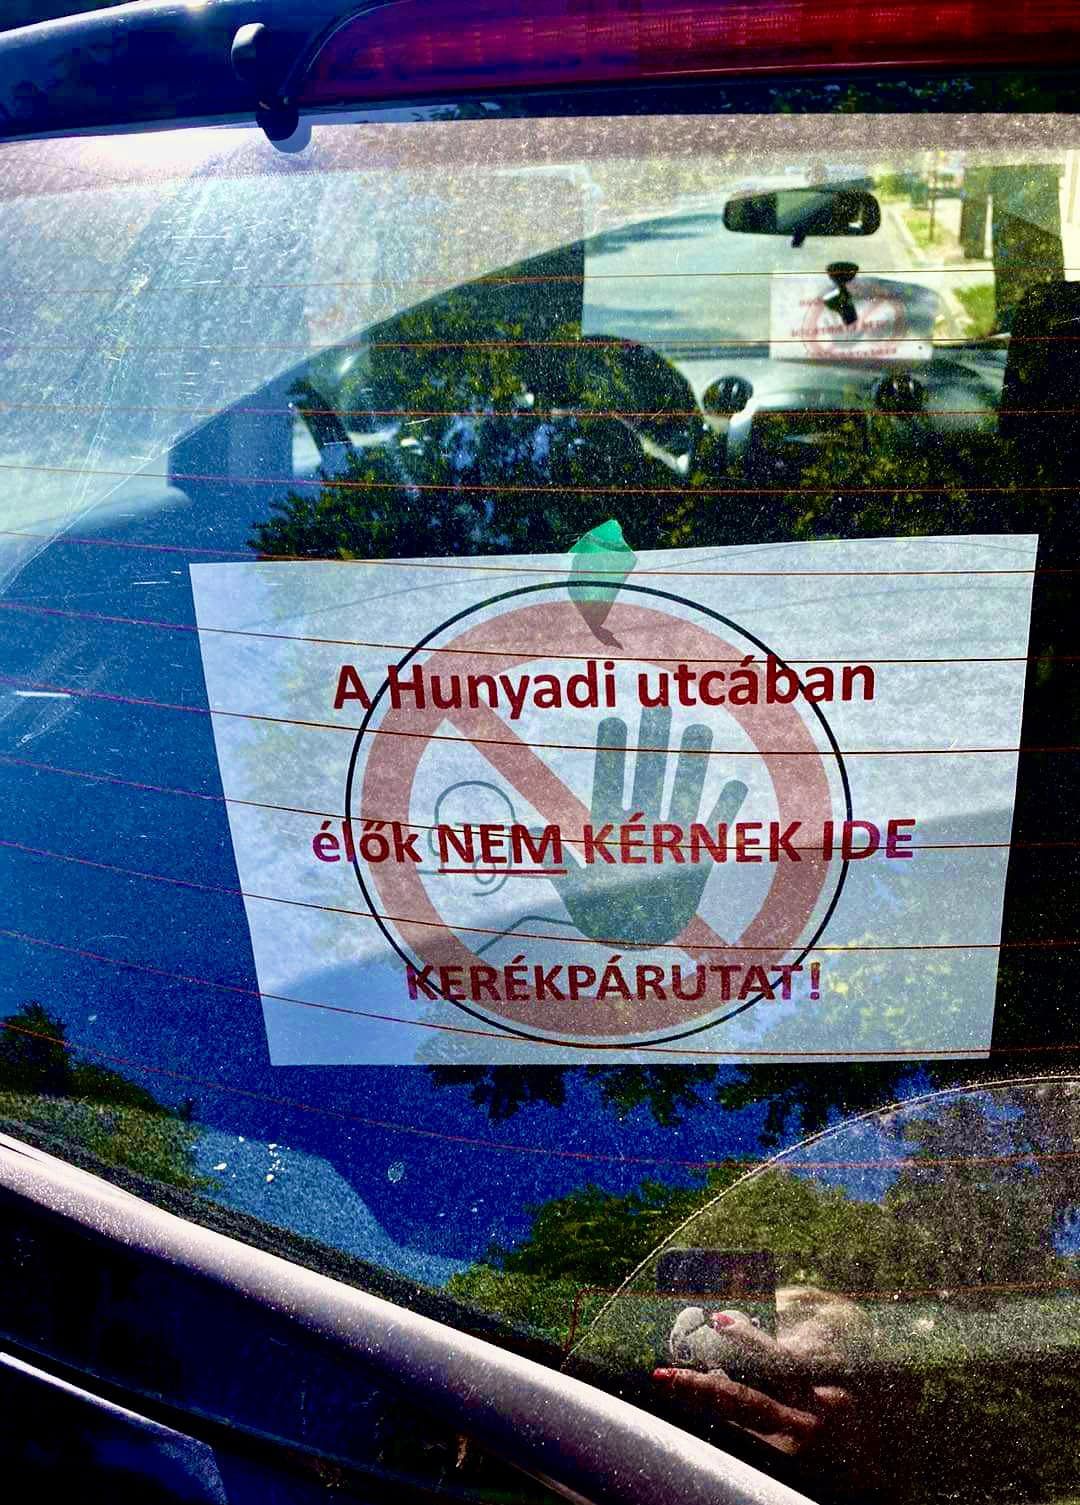 A Hunyadi utcában
élők NEM KÉRNEK IDE
KERÉKPÁRUTAT!